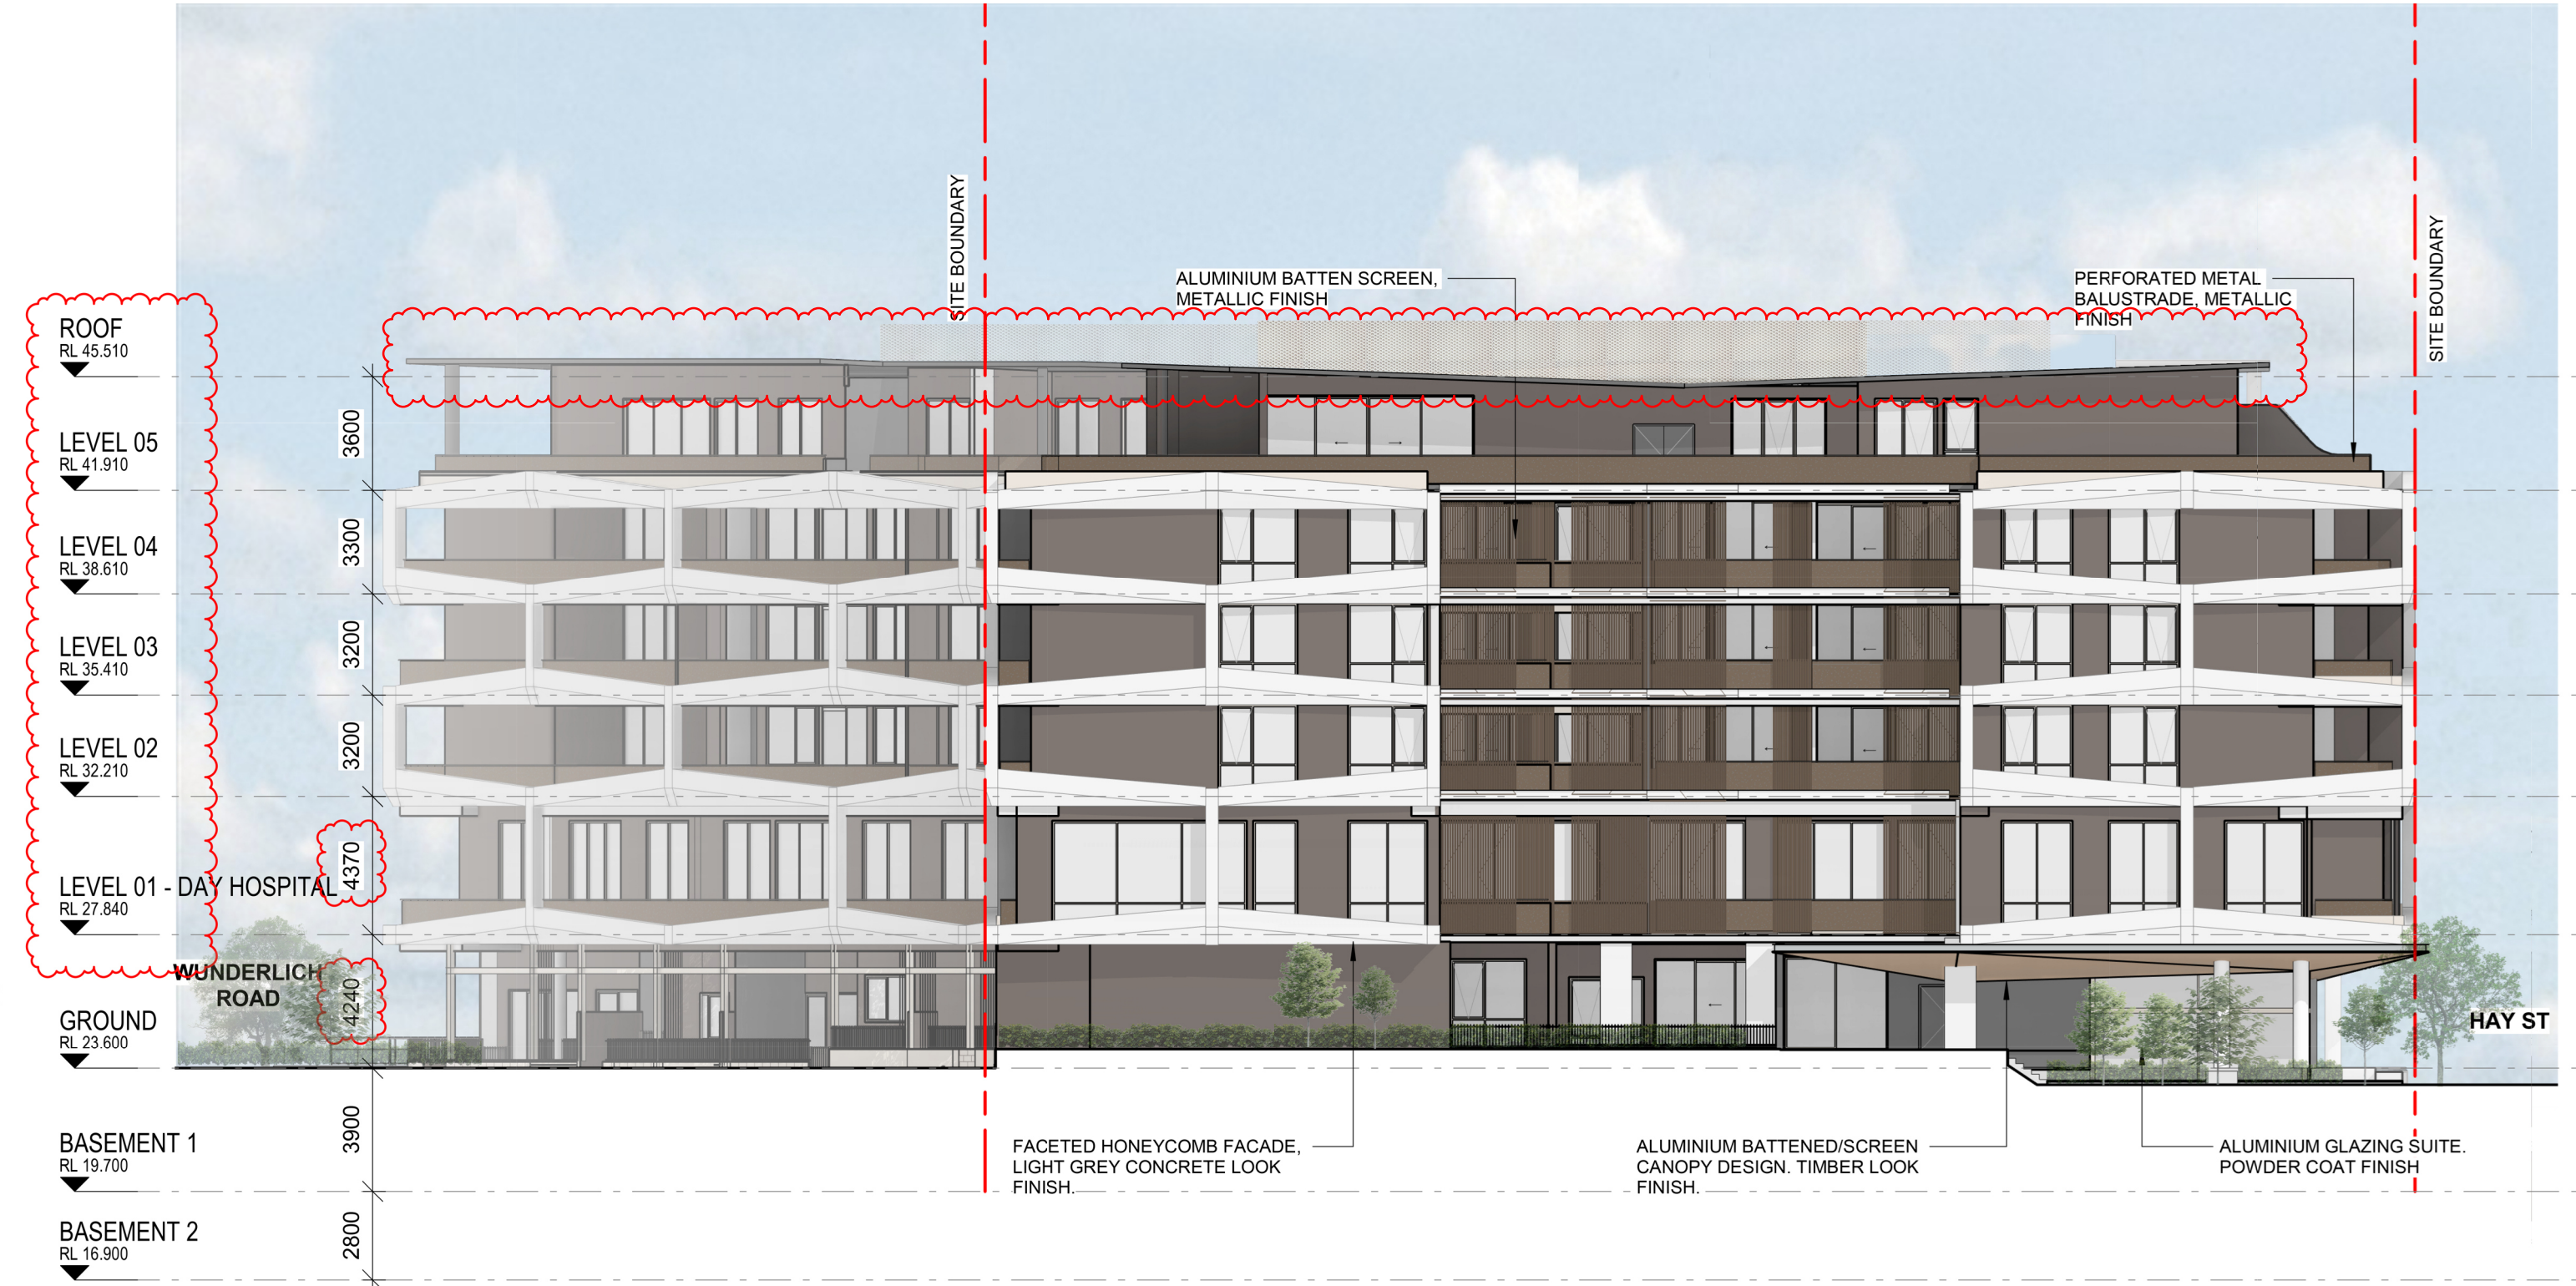 SITE BOUNDARY
SITE BOUNDARY
ALUMINIUM BATTEN SCREEN,
METALLIC FINISH
PERFORATED METAL
BALUSTRADE, METALLIC
FINISH
ROOF
RL 45.510
3600
LEVEL 05
RL 41.910
3300
LEVEL 04
RL 38.610
3200
LEVEL 03
RL 35.410
3200
LEVEL 02
RL 32.210
4370
LEVEL 01 - DAY HOSPITAL
RL 27.840
WUNDERLICH
ROAD
4240
GROUND
RL 23.600
HAY ST
3900
BASEMENT 1
RL 19.700
FACETED HONEYCOMB FACADE,
LIGHT GREY CONCRETE LOOK
FINISH.
ALUMINIUM BATTENED/SCREEN
CANOPY DESIGN. TIMBER LOOK
FINISH.
ALUMINIUM GLAZING SUITE.
POWDER COAT FINISH
2800
BASEMENT 2
RL 16.900